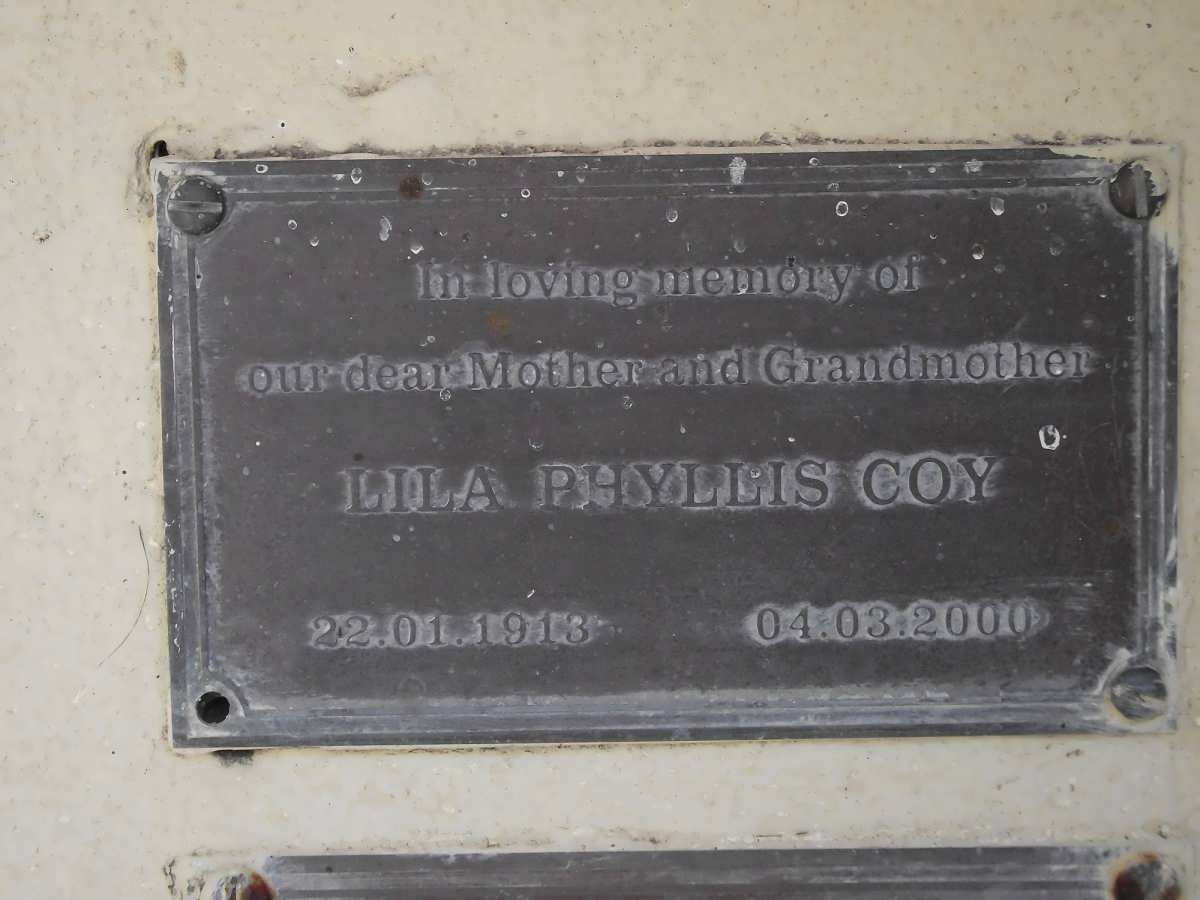 In loving memory of
our dear Mother and Grandmother
LILA PHYLLIS COY
22.01.1913 04.03.2000